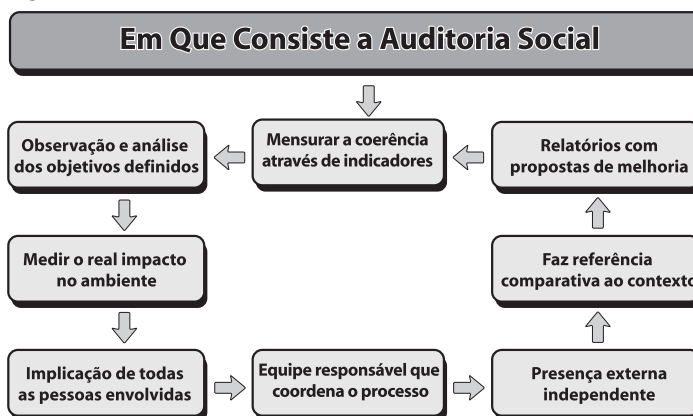 Em Que Consiste a Auditoria Social
Mensurar a coerência
através de indicadores
Observação e análise
dos objetivos definidos
Medir o real impacto
no ambiente
Implicação de todas
as pessoas envolvidas
Equipe responsável que
coordena o processo
Presença externa
independente
Faz referência
comparativa ao contexto
Relatórios com
propostas de melhoria